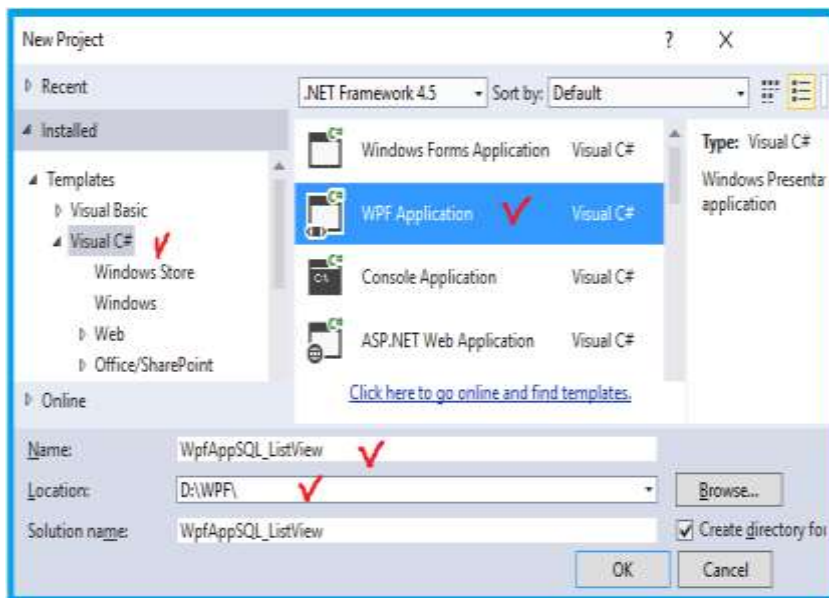 New Project ? X
Recent
.NET Framework 4.5 Sort by: Default
Installed
Templates
Visual Basic
Visual C#
Windows Store
Windows
Web
Office/SharePoint
Online
Windows Forms Application Visual C#
WPF Application Visual C#
Console Application Visual C#
ASP.NET Web Application Visual C#
Click here to go online and find templates.
Type: Visual C#
Windows Presenta
application
Name: WpfAppSQL_ListView
Location: D:\WPF\ Browse...
Solution name: WpfAppSQL_ListView Create directory for
OK Cancel